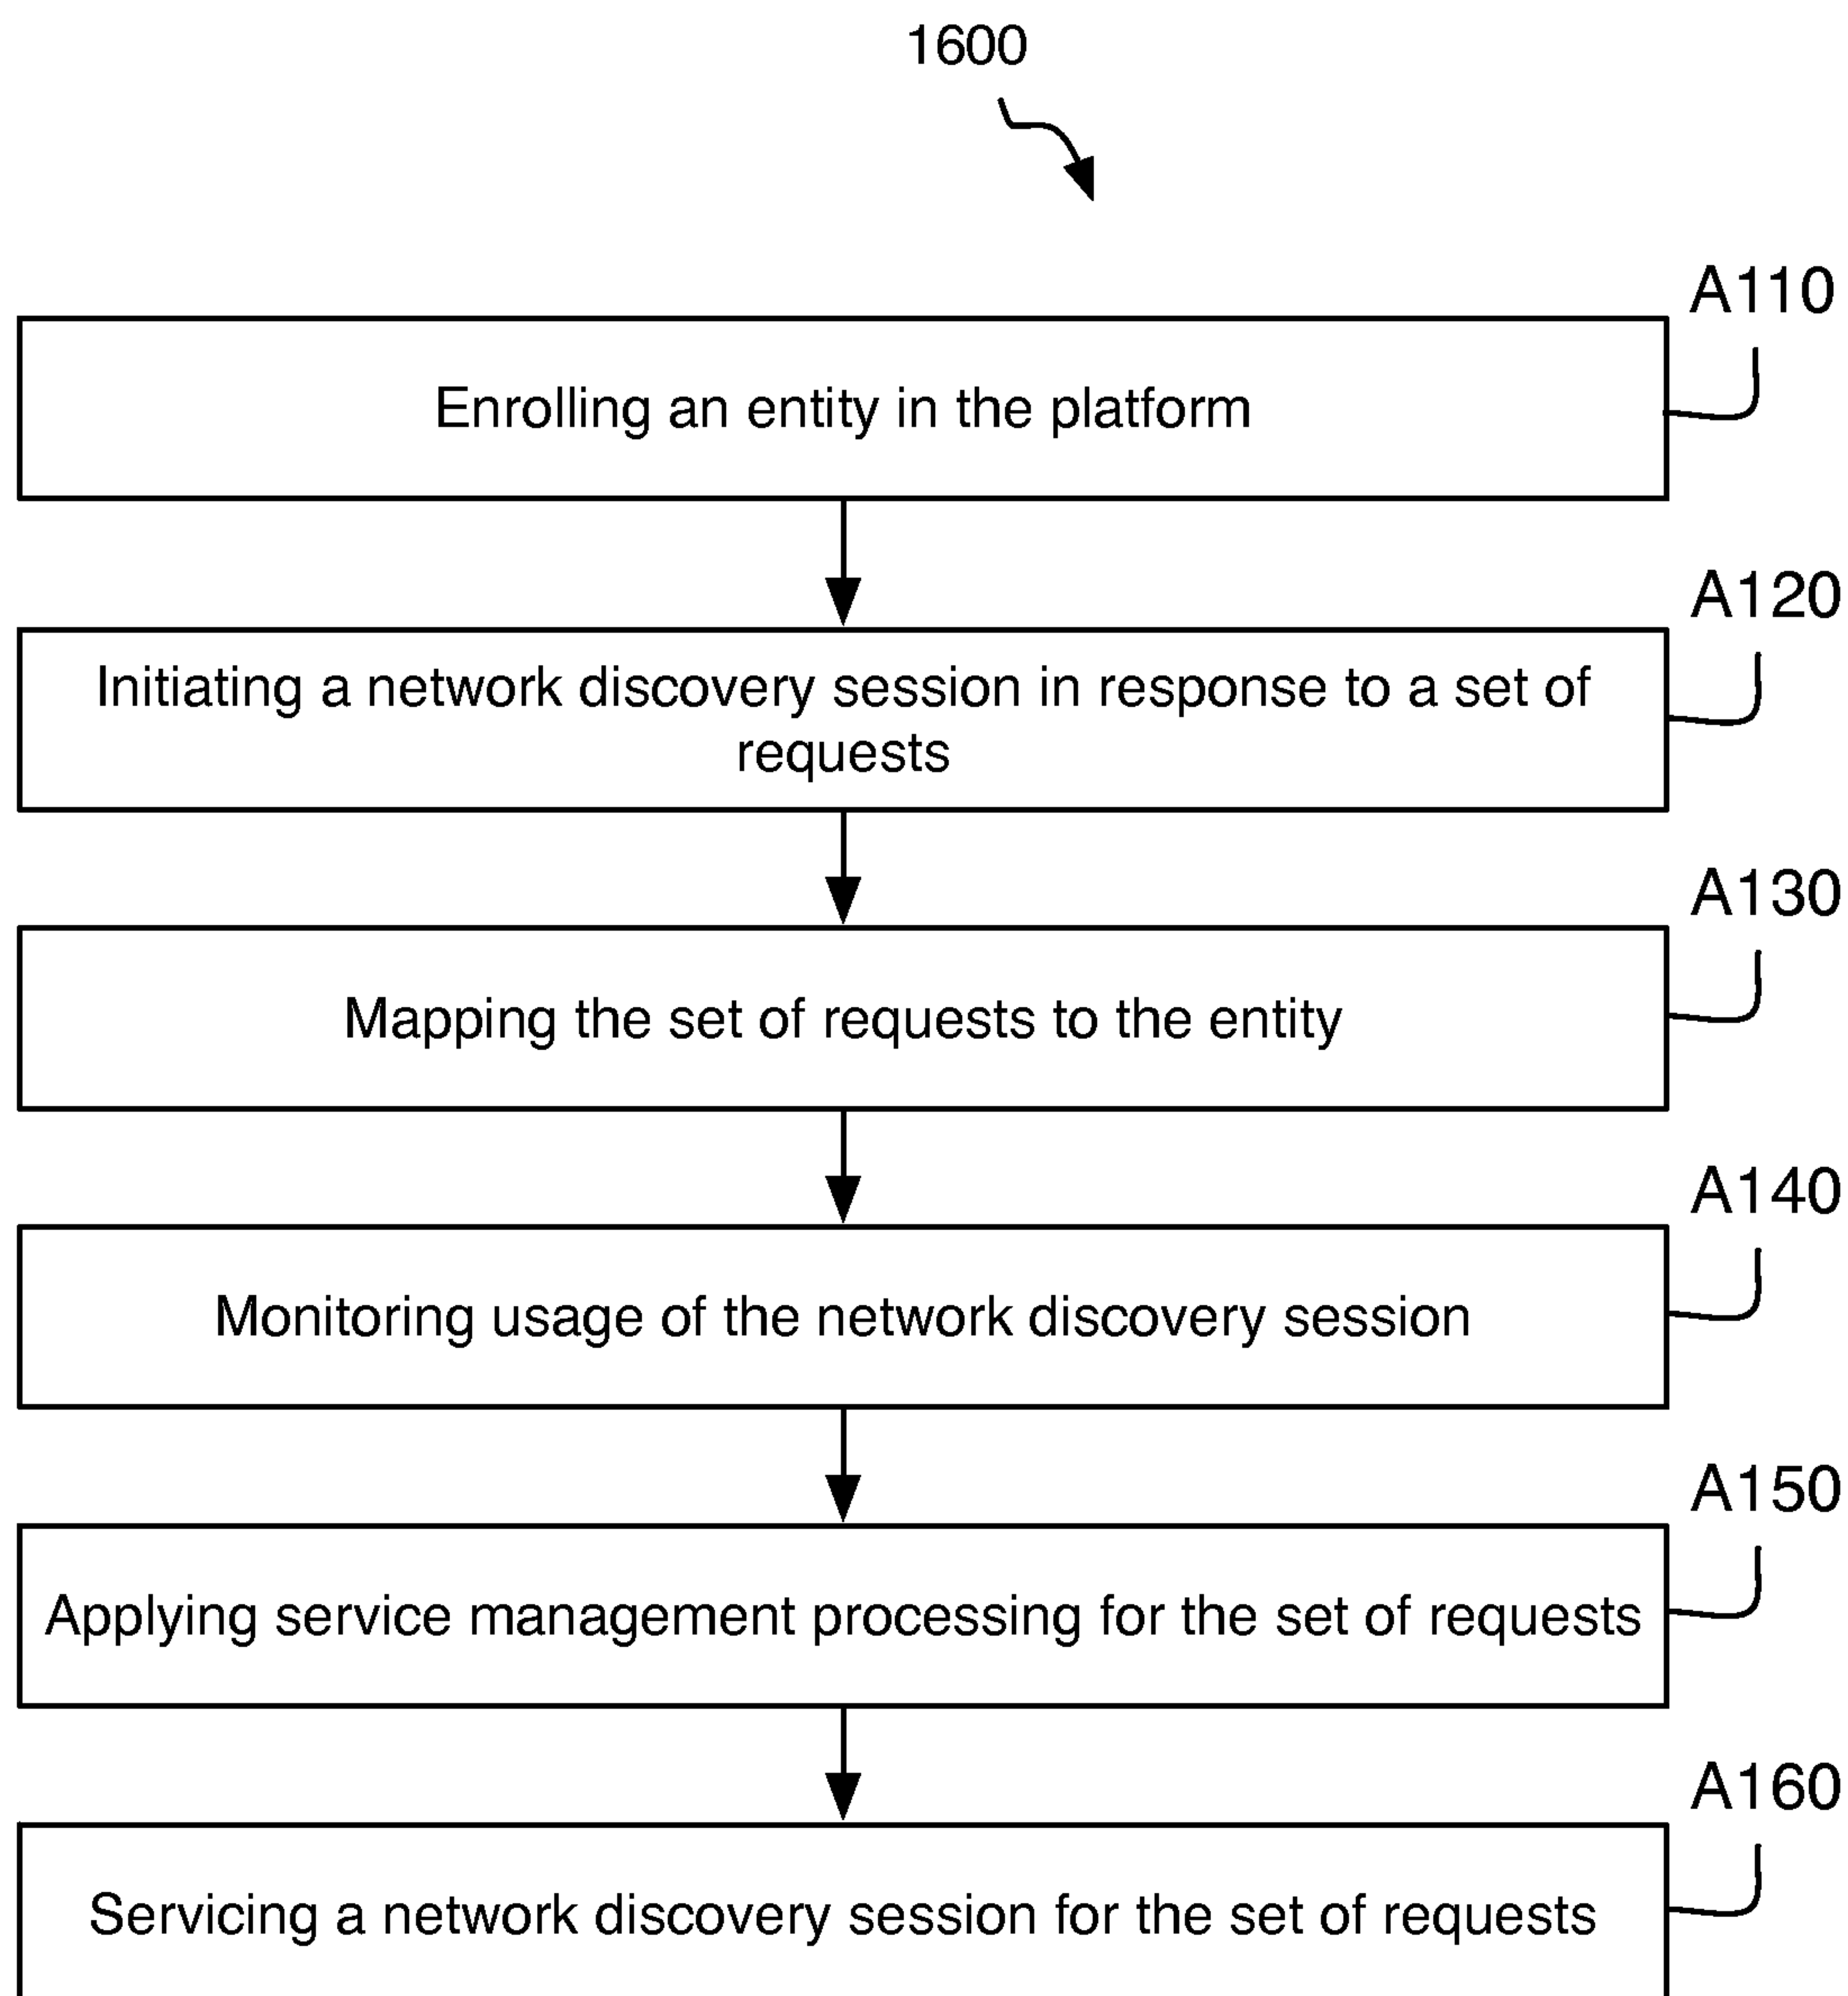 1600
A110
Enrolling an entity in the platform
A120
Initiating a network discovery session in response to a set of
requests
A130
Mapping the set of requests to the entity
A140
Monitoring usage of the network discovery session
A150
Applying service management processing for the set of requests
A160
Servicing a network discovery session for the set of requests